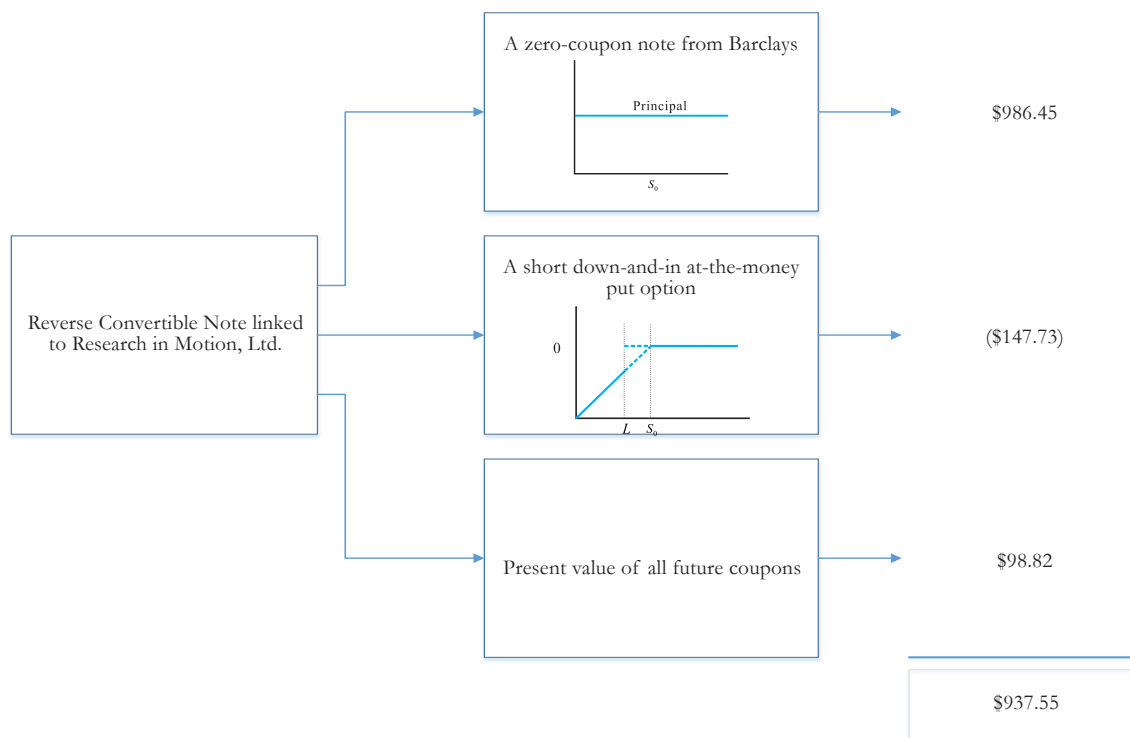 A zero-coupon note from Barclays
Principal
S₀
$986.45
Reverse Convertible Note linked
to Research in Motion, Ltd.
A short down-and-in at-the-money
put option
0
L S₀
($147.73)
Present value of all future coupons
$98.82
$937.55